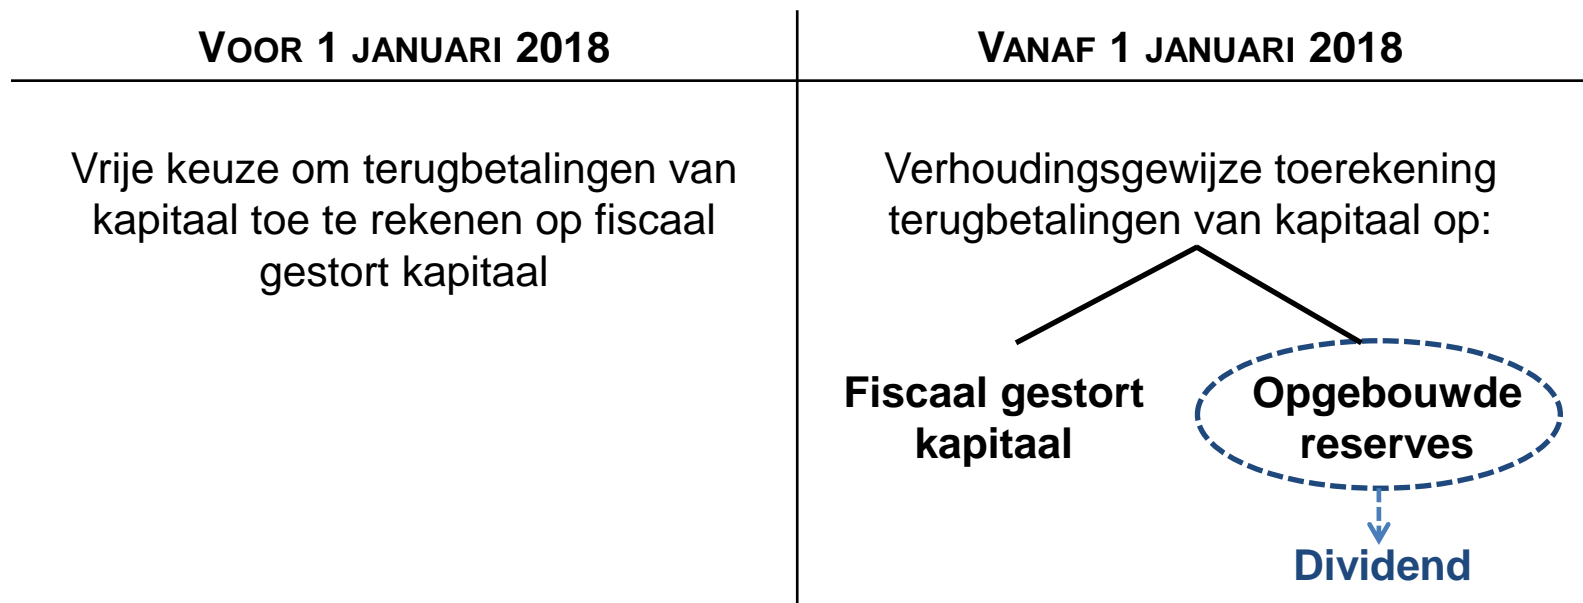 VOOR 1 JANUARI 2018
VANAF 1 JANUARI 2018
Vrije keuze om terugbetalingen van
kapitaal toe te rekenen op fiscaal
gestort kapitaal
Verhoudingsgewijze toerekening
terugbetalingen van kapitaal op:
Fiscaal gestort
kapitaal
Opgebouwde
reserves
Dividend